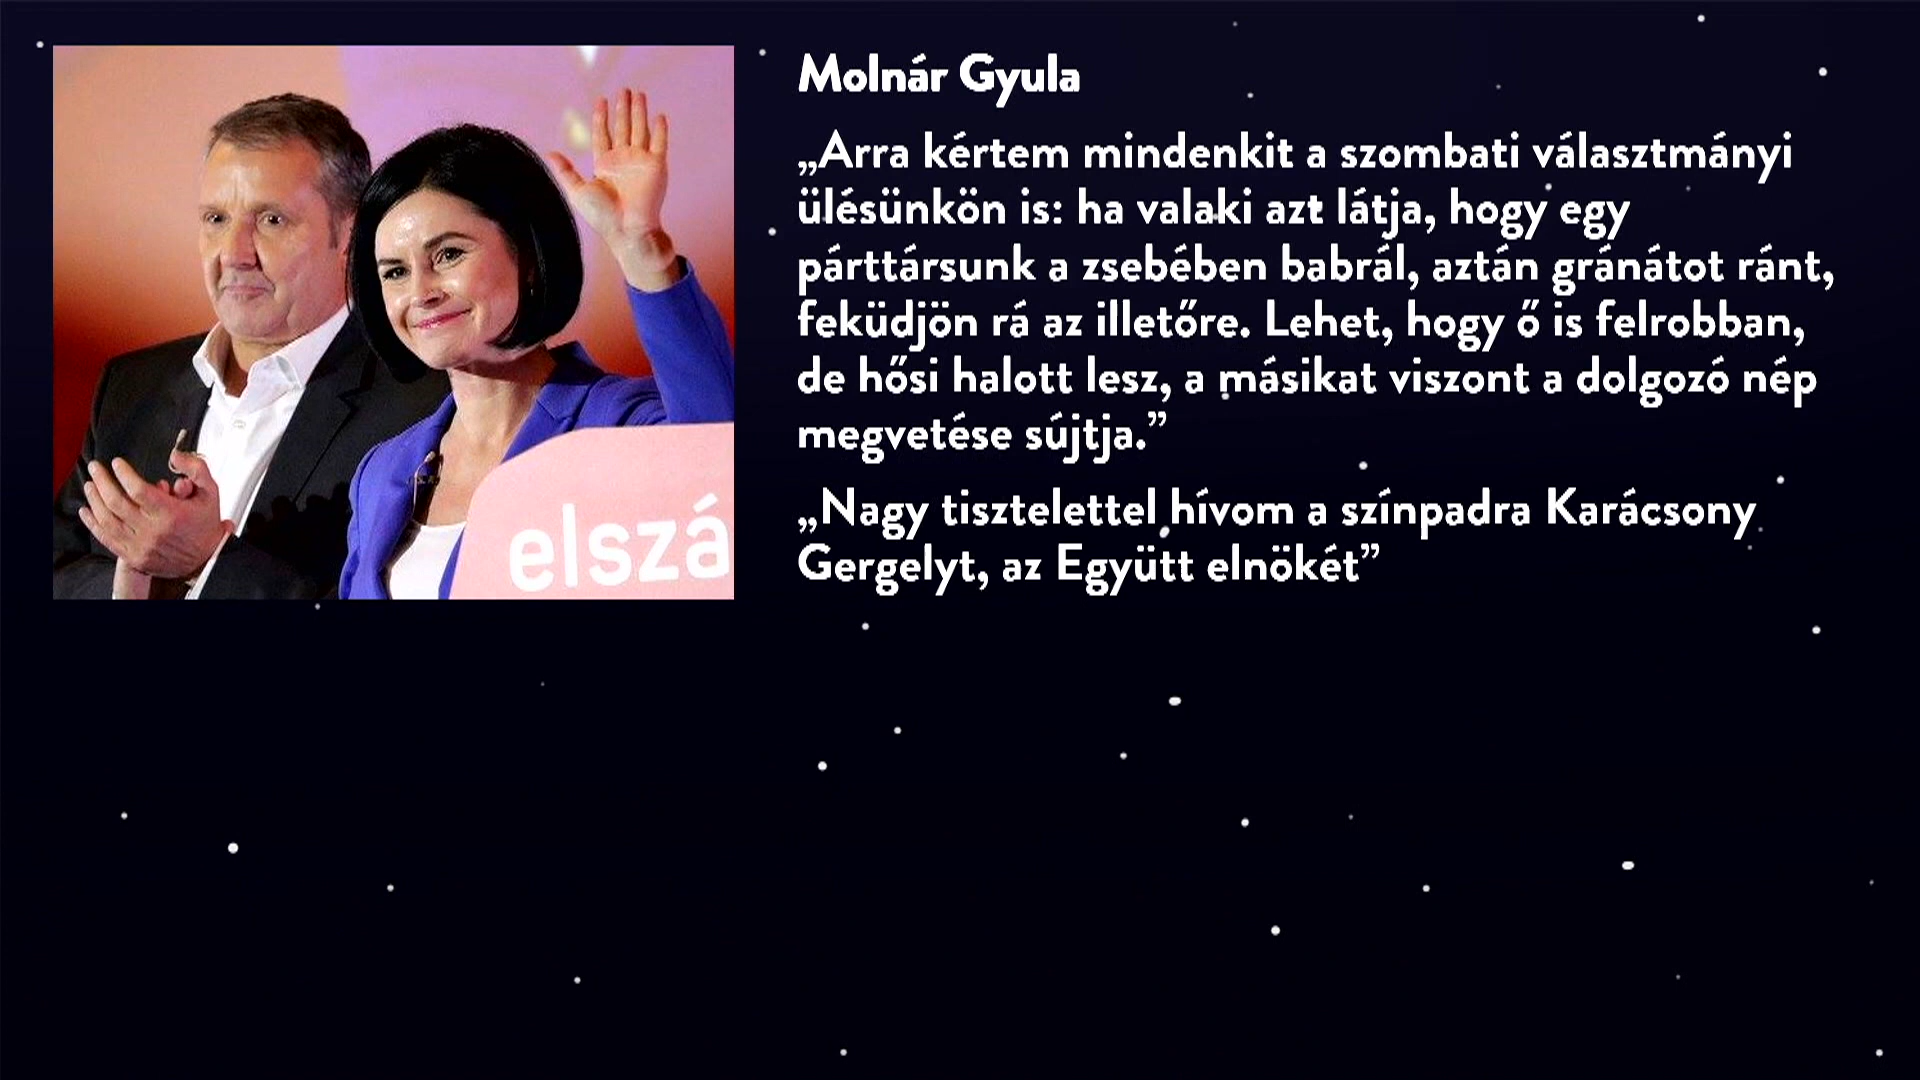 Molnár Gyula
„Arra kértem mindenkit a szombati választmányi
ülésünkön is: ha valaki azt látja, hogy egy
párttársunk a zsebében babrál, aztán gránátot ránt,
feküdjön rá az illetőre. Lehet, hogy ő is felrobban,
de hősi halott lesz, a másikat viszont a dolgozó nép
megvetése sújtja.”
„Nagy tisztelettel hívom a színpadra Karácsony
Gergelyt, az Együtt elnökét”
elszá